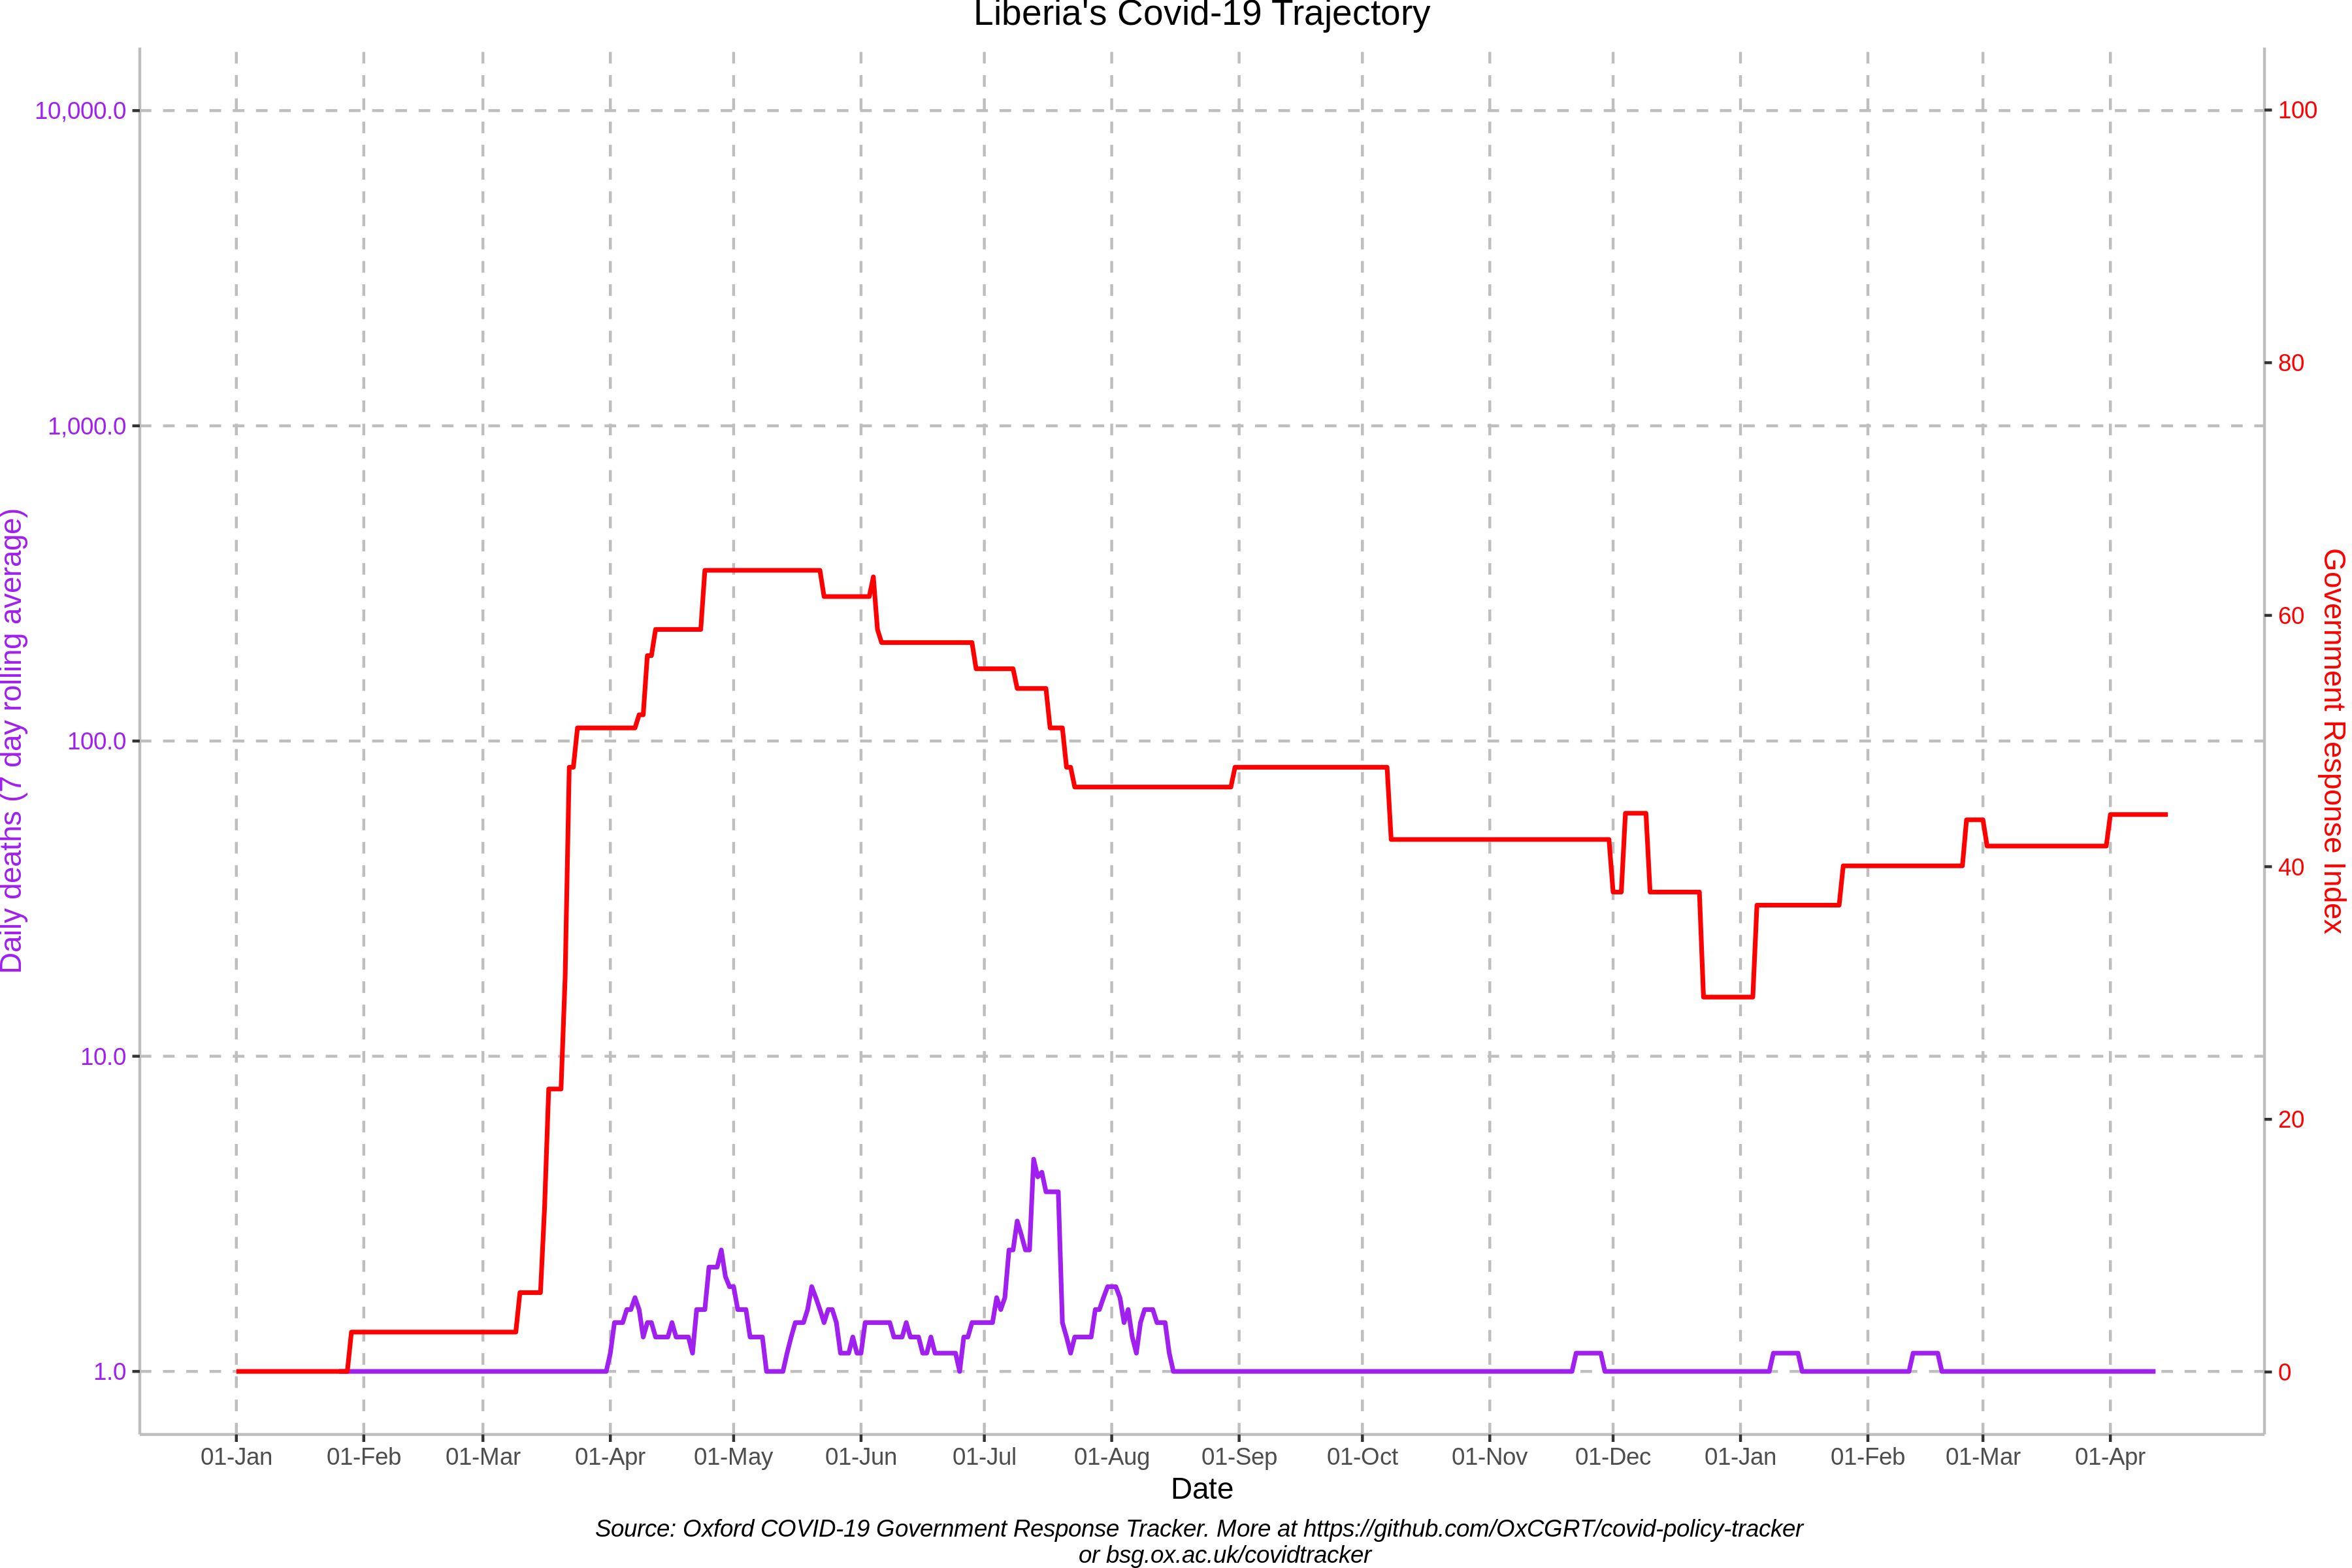 Liberia's Covid-19 Trajectory
10,000.0
1,000.0
100.0
10.0
1.0
Daily deaths (7 day rolling average)
100
80
60
40
20
0
Government Response Index
01-Jan 01-Feb 01-Mar 01-Apr 01-May 01-Jun 01-Jul 01-Aug 01-Sep 01-Oct 01-Nov 01-Dec 01-Jan 01-Feb 01-Mar 01-Apr
Date
Source: Oxford COVID-19 Government Response Tracker. More at https://github.com/OxCGRT/covid-policy-tracker
or bsg.ox.ac.uk/covidtracker